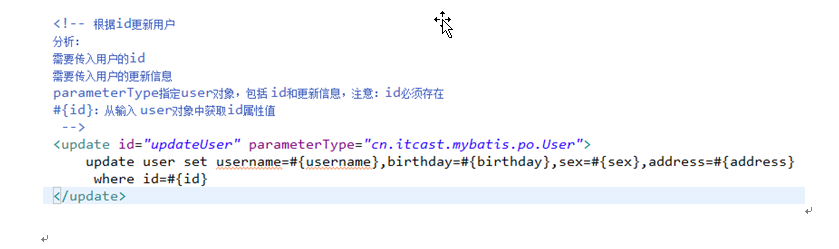 <!-- 根据id更新用户
分析：
需要传入用户的id
需要传入用户的更新信息
parameterType指定user对象，包括 id和更新信息，注意：id必须存在
#{id}：从输入 user对象中获取id属性值
-->
<update id="updateUser" parameterType="cn.itcast.mybatis.po.User">
update user set username=#{username},birthday=#{birthday},sex=#{sex},address=#{address}
where id=#{id}
</update>